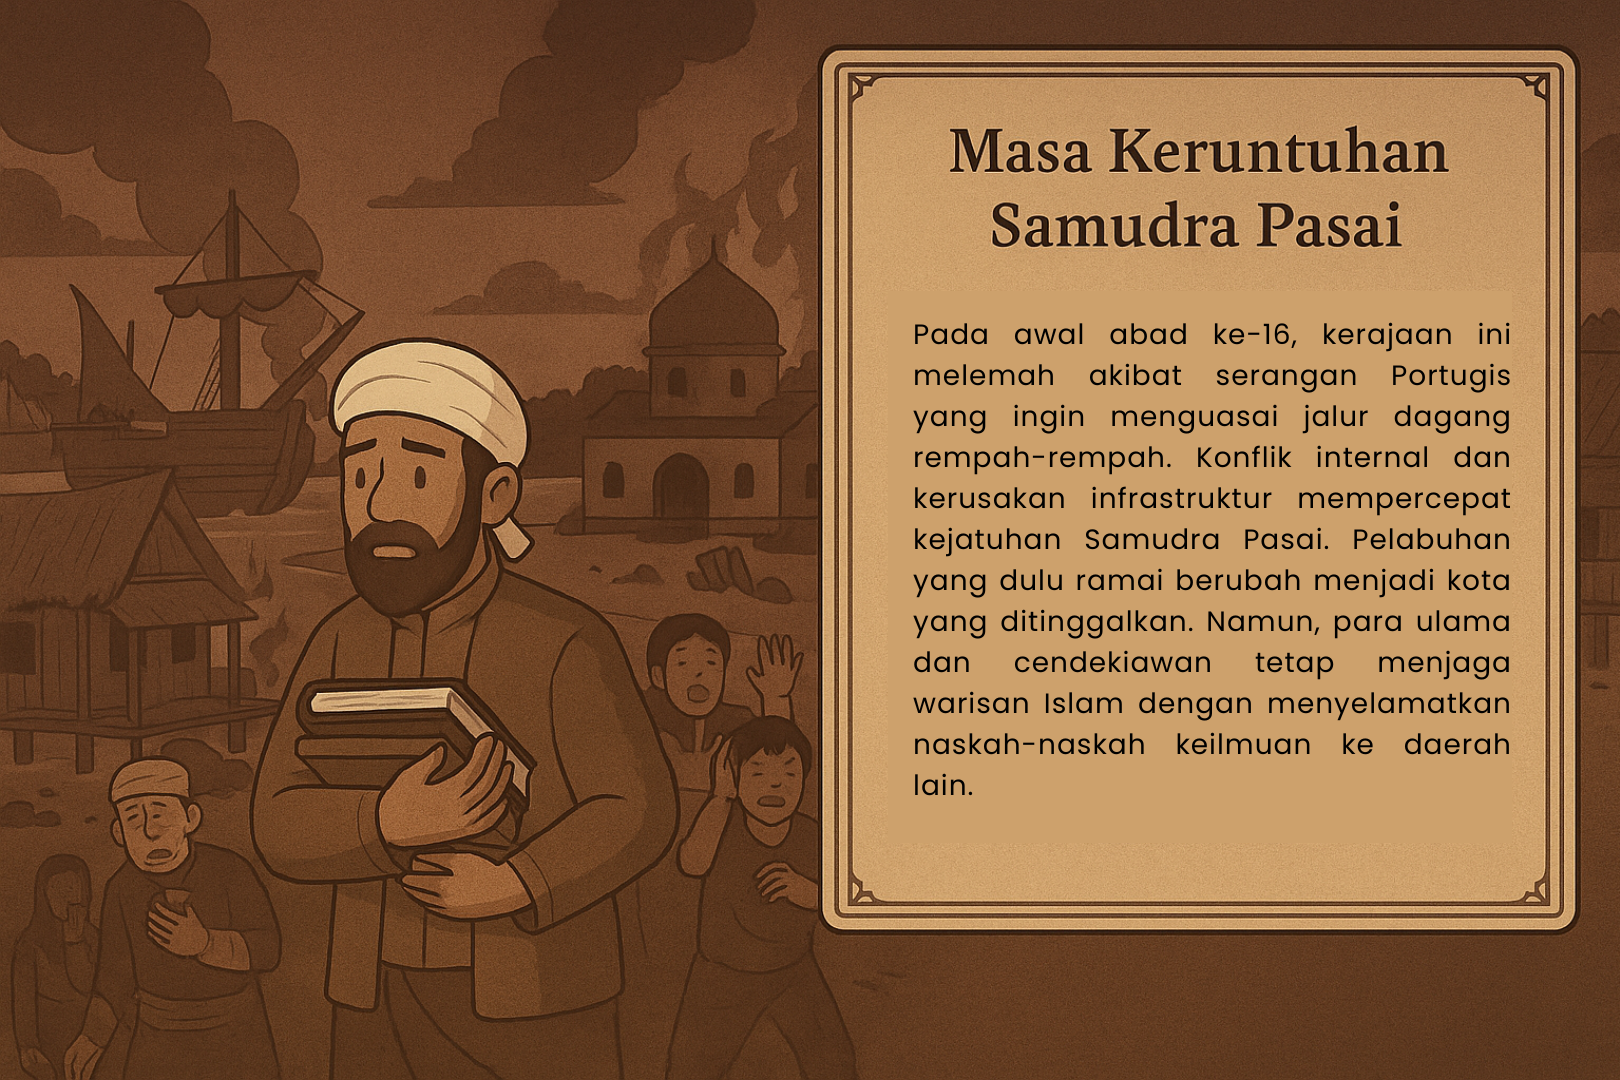 Masa Keruntuhan
Samudra Pasai
Pada awal abad ke-16, kerajaan ini
melemah akibat serangan Portugis
yang ingin menguasai jalur dagang
rempah-rempah. Konflik internal dan
kerusakan infrastruktur mempercepat
kejatuhan Samudra Pasai. Pelabuhan
yang dulu ramai berubah menjadi kota
yang ditinggalkan. Namun, para ulama
dan cendekiawan tetap menjaga
warisan Islam dengan menyelamatkan
naskah-naskah keilmuan ke daerah
lain.